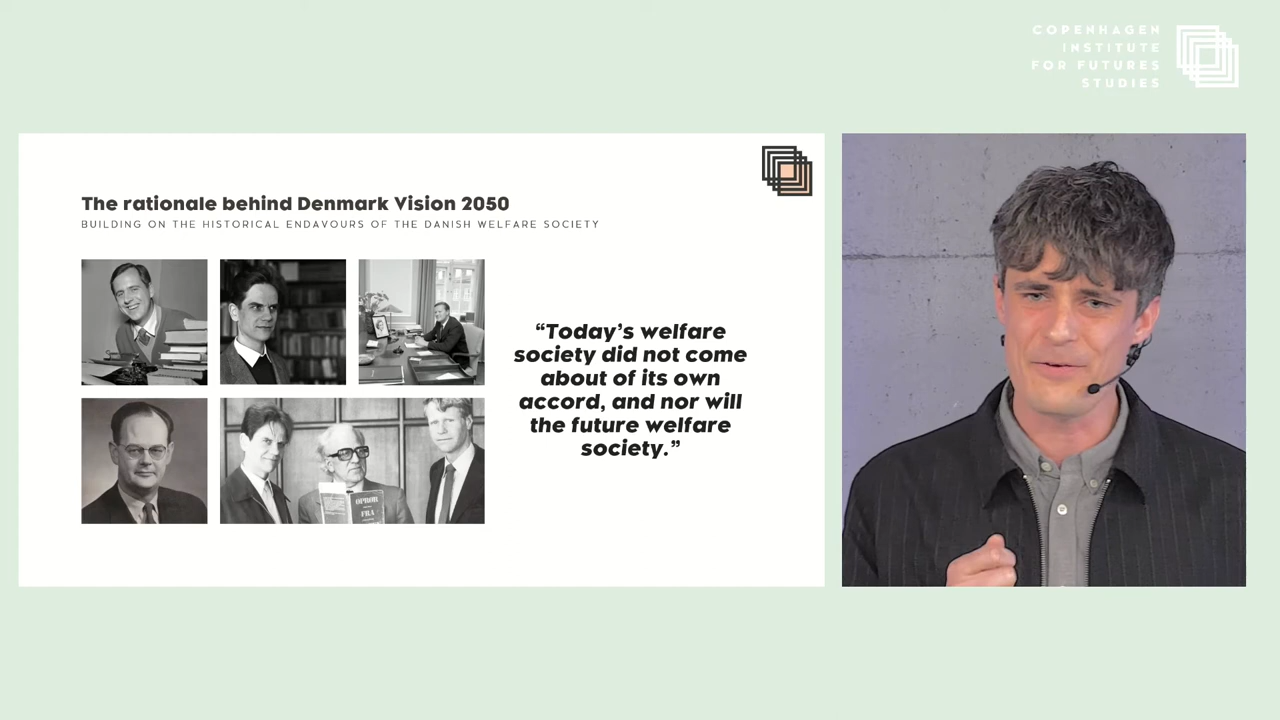 COPENHAGEN
INSTITUTE
FOR FUTURES
STUDIES
The rationale behind Denmark Vision 2050
BUILDING ON THE HISTORICAL ENDAVOURS OF THE DANISH WELFARE SOCIETY
“Today’s welfare
society did not come
about of its own
accord, and nor will
the future welfare
society.”
OPRØR
FRA